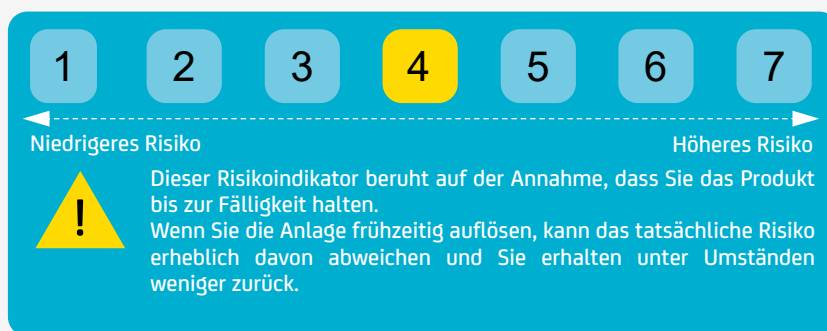 1 2 3 4 5 6 7
Niedrigeres Risiko Höheres Risiko
Dieser Risikoindikator beruht auf der Annahme, dass Sie das Produkt
bis zur Fälligkeit halten.
Wenn Sie die Anlage frühzeitig auflösen, kann das tatsächliche Risiko
erheblich davon abweichen und Sie erhalten unter Umständen
weniger zurück.
!